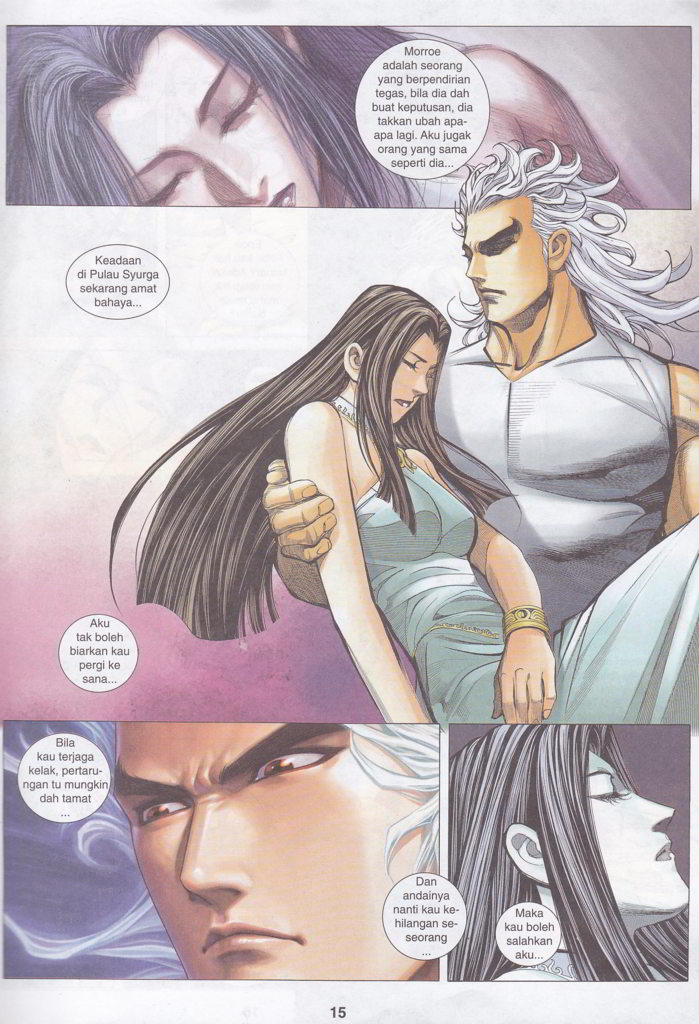 Morroe
adalah seorang
yang berpendirian
tegas, bila dia dah
buat keputusan, dia
takkan ubah apa-
apa lagi. Aku jugak
orang yang sama
seperti dia...
Keadaan
di Pulau Syurga
sekarang amat
bahaya...
Aku
tak boleh
biarkan kau
pergi ke
sana...
Bila
kau terjaga
kelak, pertaru-
ngan tu mungkin
dah tamat
...
Dan
andainya
nanti kau ke-
hilangan se-
seorang
...
Maka
kau boleh
salahkan
aku...
15